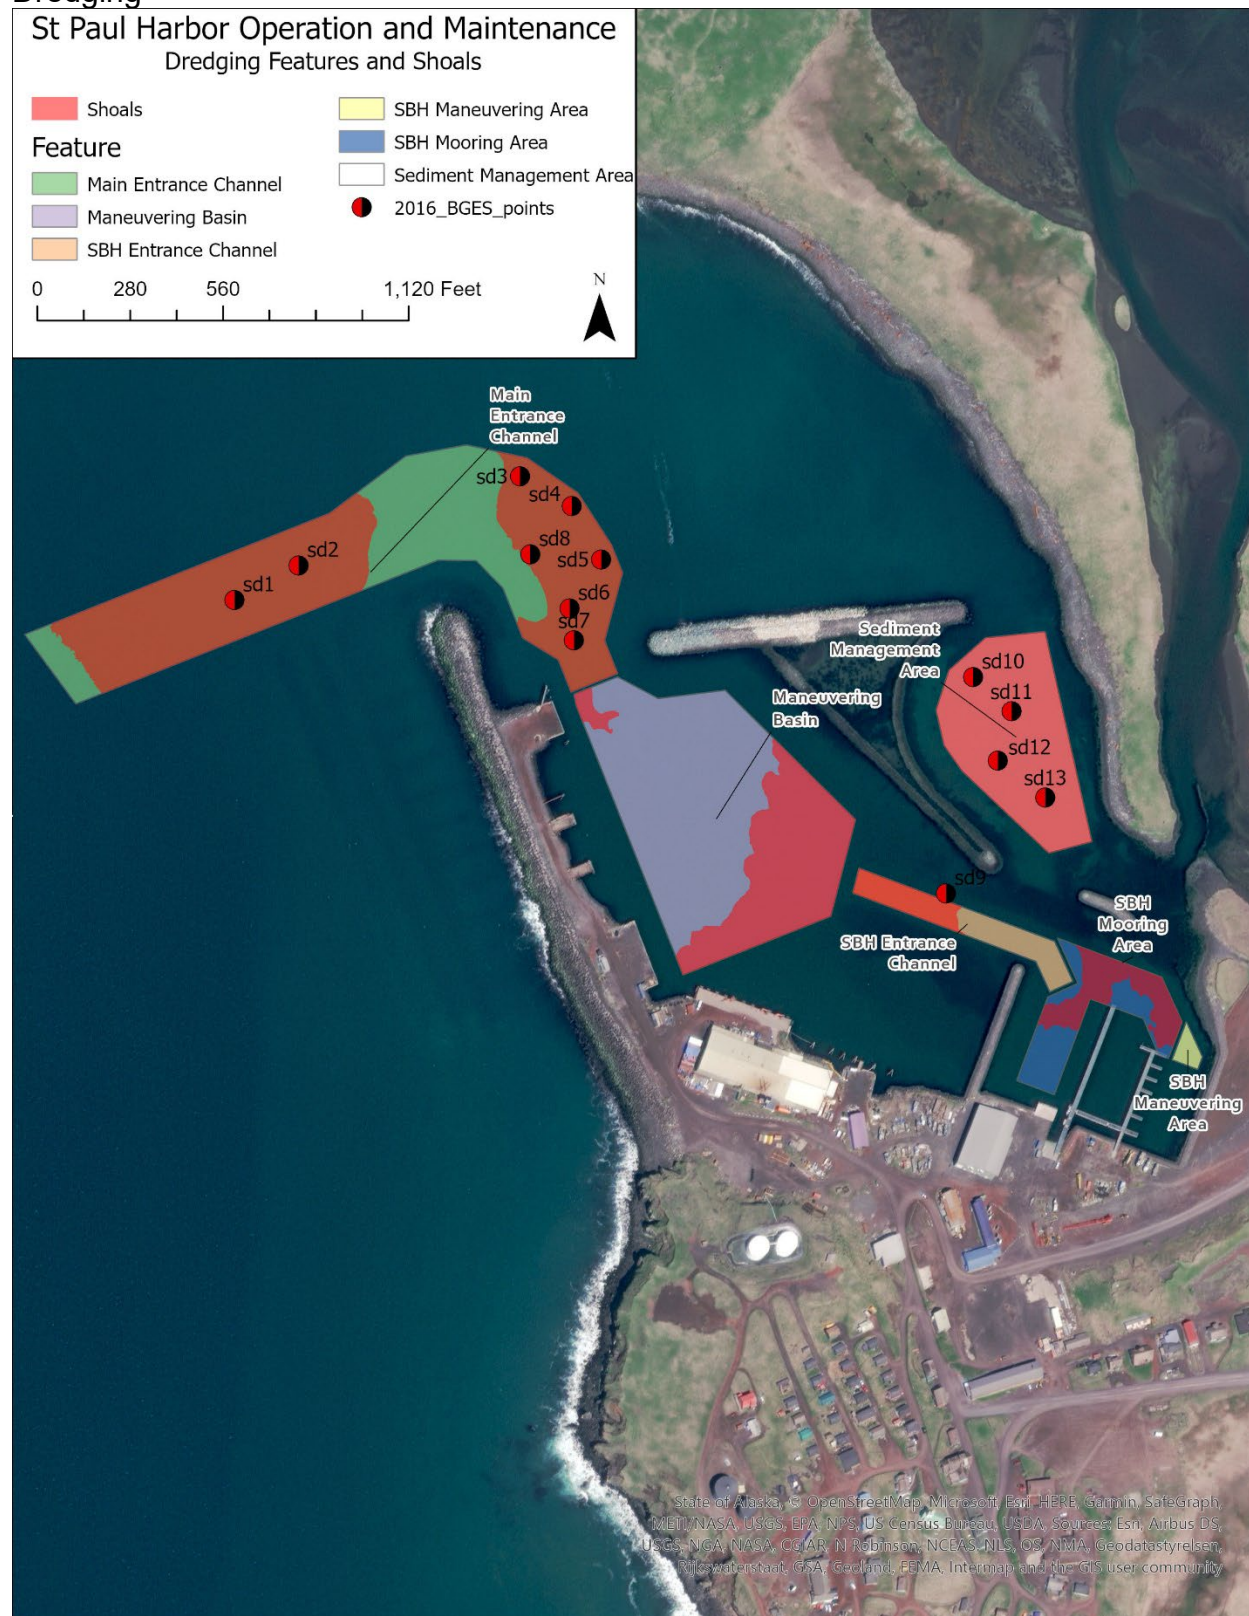 Dredging
St Paul Harbor Operation and Maintenance
Dredging Features and Shoals
Shoals
Feature
Main Entrance Channel
Maneuvering Basin
SBH Entrance Channel
SBH Maneuvering Area
SBH Mooring Area
Sediment Management Area
2016_BGES_points
0 280 560 1,120 Feet
N
Main
Entrance
Channel
sd3
sd4
sd8
sd5
sd2
sd1
sd6
sd7
Sediment
Management
Area
sd10
sd11
Maneuvering
Basin
sd12
sd13
sd9
SBH
Mooring
Area
SBH Entrance
Channel
SBH
Maneuvering
Area
State of Alaska, © OpenStreetMap, Microsoft, Esri, HERE, Garmin, SafeGraph,
METI/NASA, USGS, EPA, NPS, US Census Bureau, USDA, Sources: Esri, Airbus DS,
USGS, NGA, NASA, CGIAR, N Robinson, NCEAS, NLS, OS, NMA, Geodatastyrelsen,
Rijkswaterstaat, GSA, Geoland, FEMA, Intermap and the GIS user community